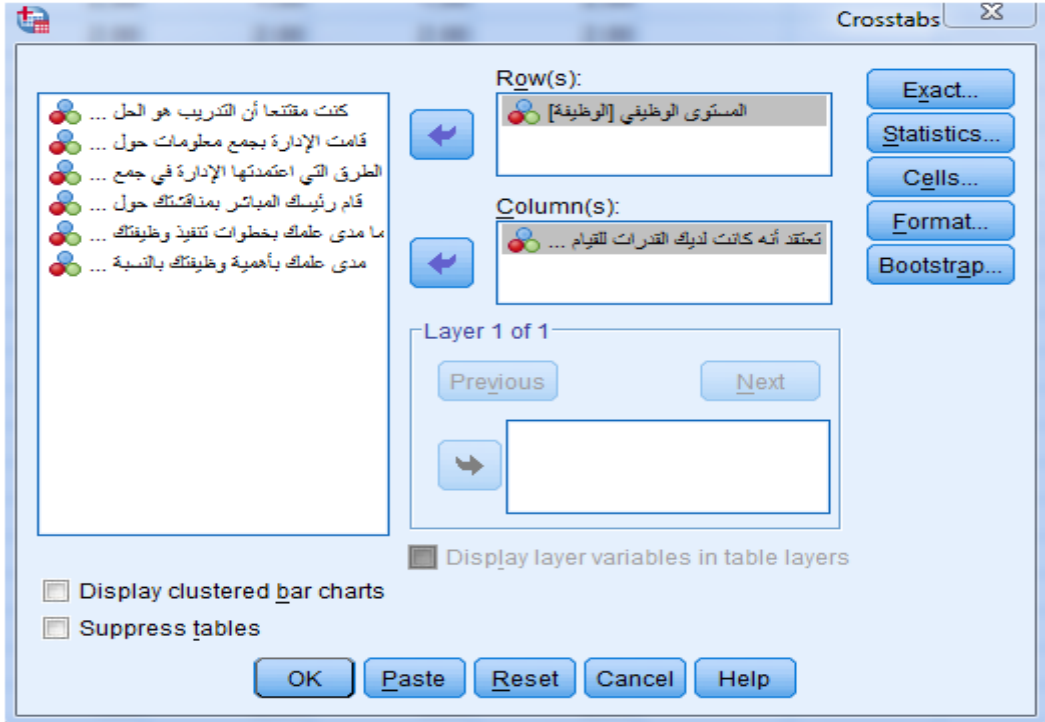 Crosstabs
كنت مقتنعا أن التدريب هو الحل ...
قامت الإدارة بجمع معلومات حول ...
الطرق التي اعتمدتها الإدارة في جمع ...
قام رئيسك المباشر بمناقشتك حول ...
ما مدى علمك بخطوات تنفيذ وظيفتك ...
مدى علمك بأهمية وظيفتك بالنسبة ...
Row(s):
المستوى الوظيفي [الوظيفة]
Column(s):
تعتقد أنه كانت لديك القدرات للقيام ...
Layer 1 of 1
Previous
Next
Display layer variables in table layers
Exact...
Statistics...
Cells...
Format...
Bootstrap...
Display clustered bar charts
Suppress tables
OK
Paste
Reset
Cancel
Help